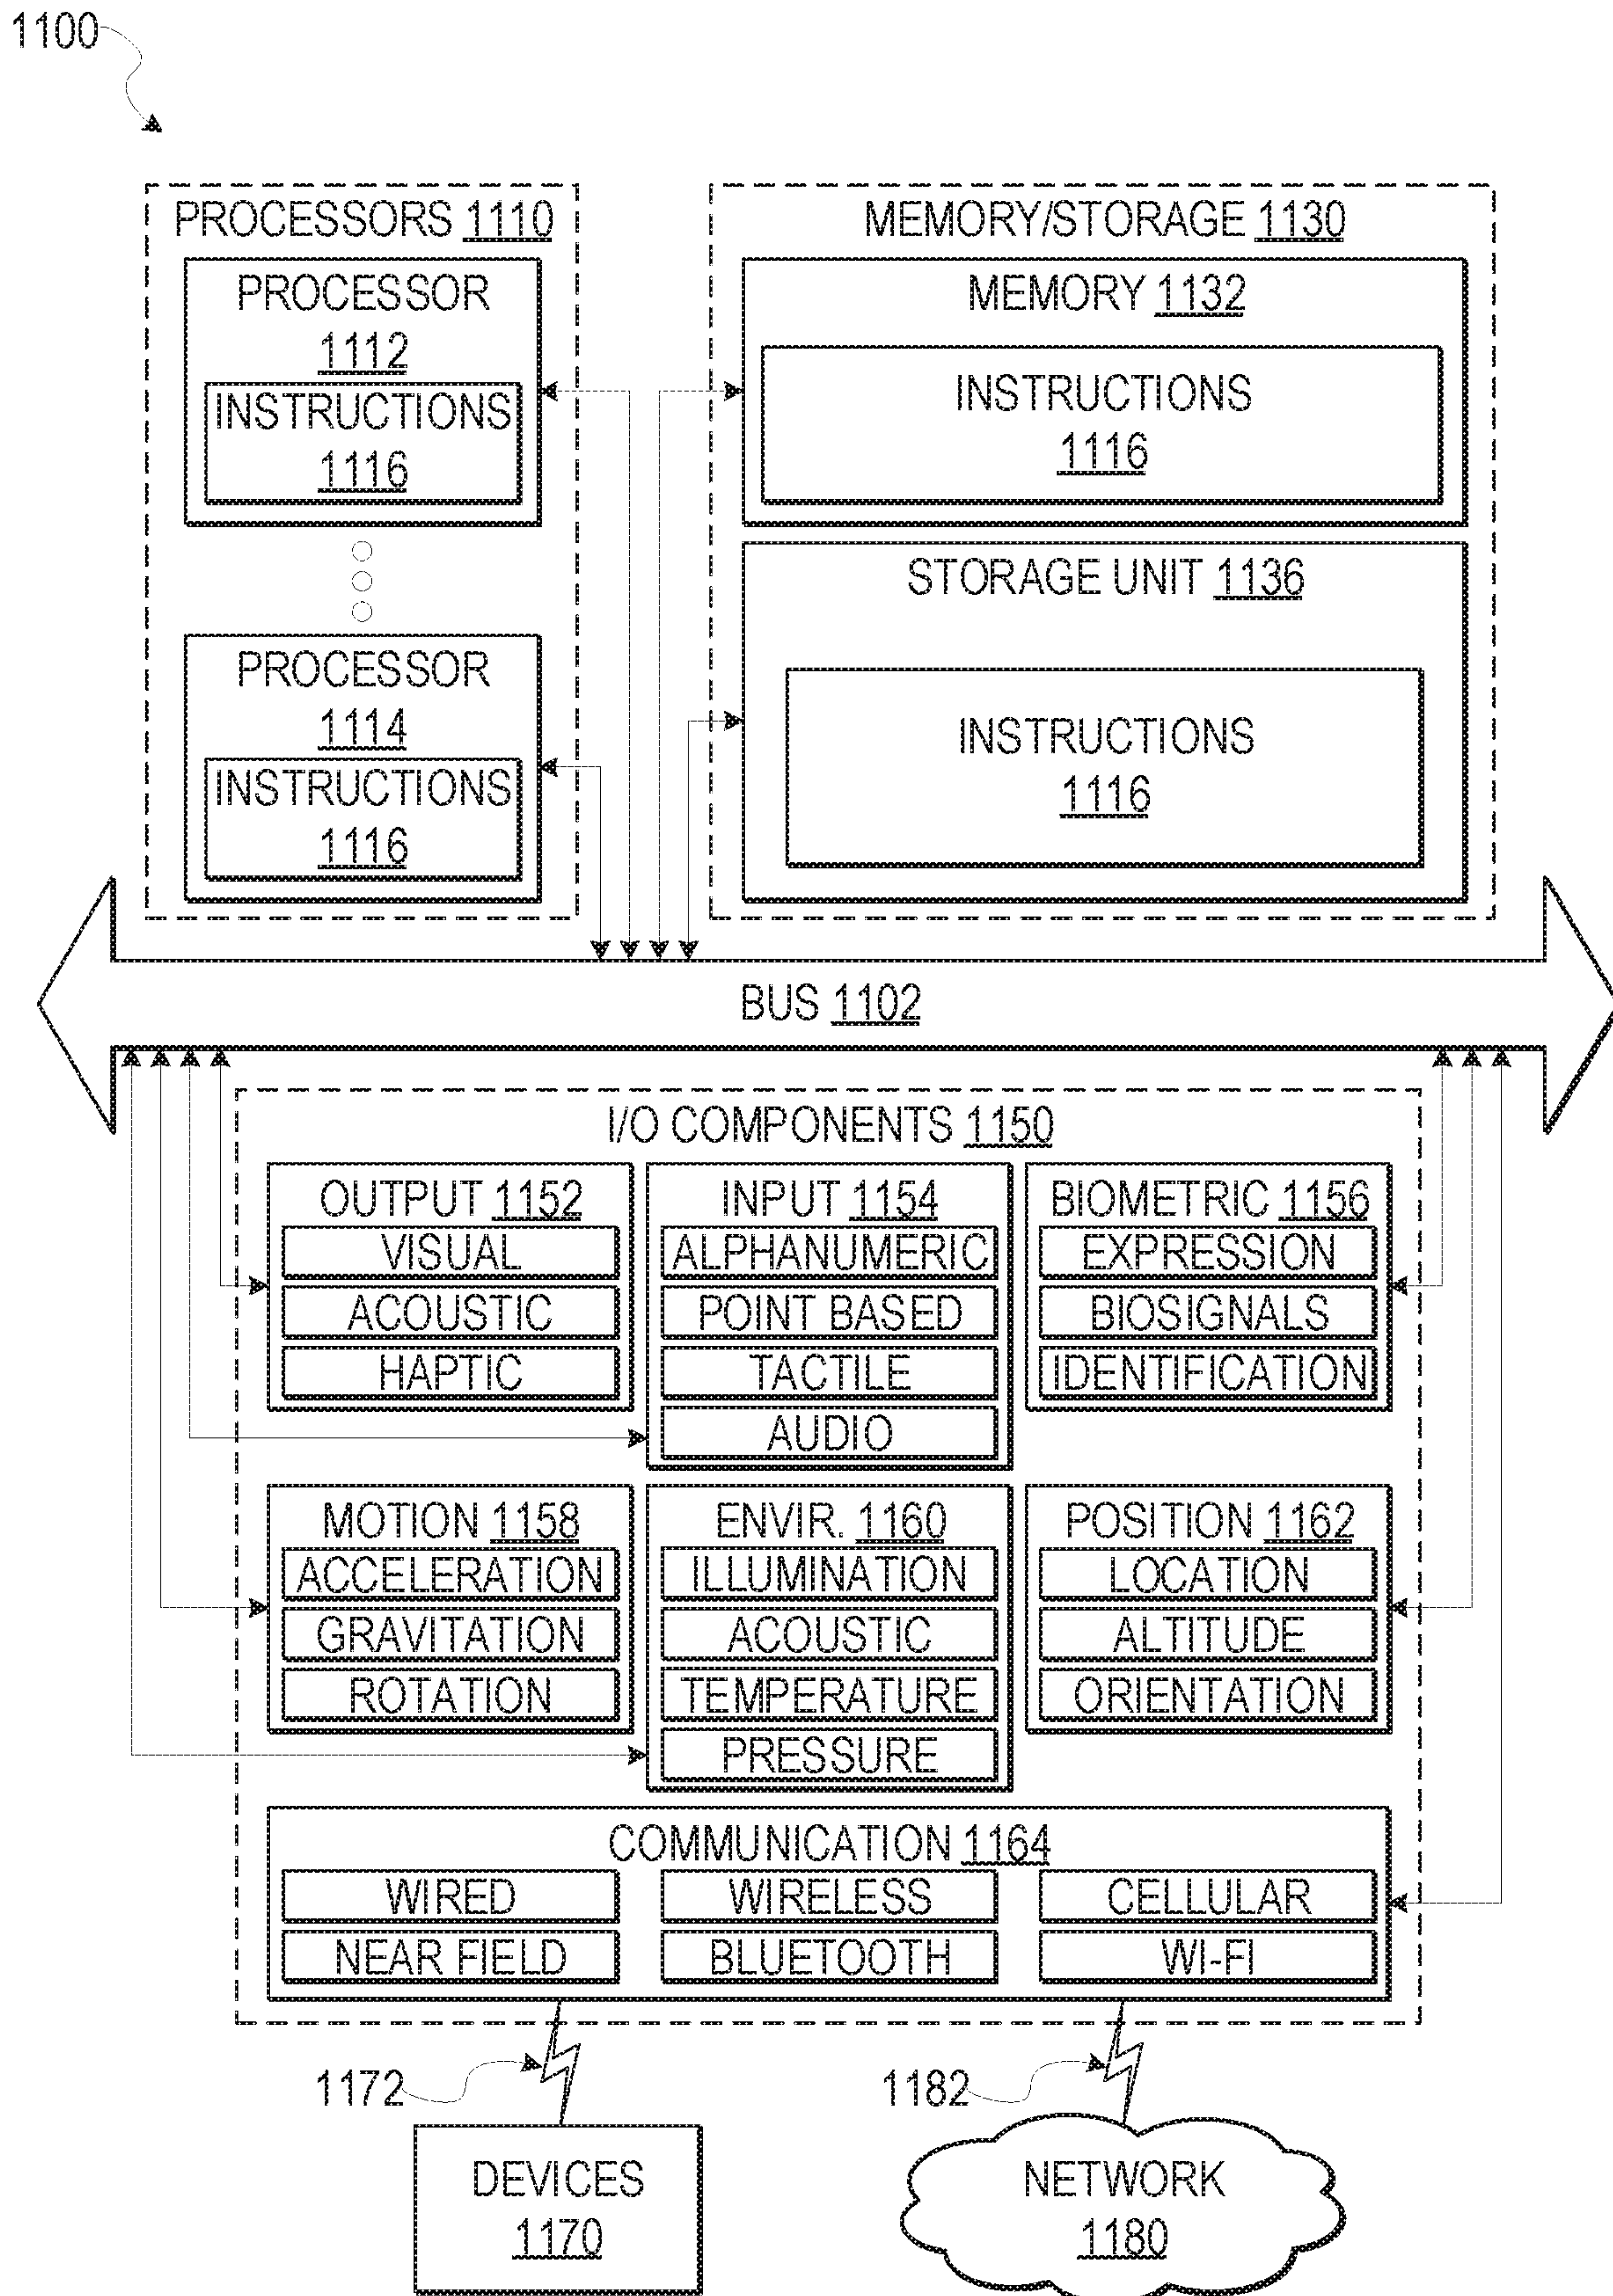 1100
PROCESSORS 1110
PROCESSOR
1112
INSTRUCTIONS
1116
PROCESSOR
1114
INSTRUCTIONS
1116
MEMORY/STORAGE 1130
MEMORY 1132
INSTRUCTIONS
1116
STORAGE UNIT 1136
INSTRUCTIONS
1116
BUS 1102
I/O COMPONENTS 1150
OUTPUT 1152
VISUAL
ACOUSTIC
HAPTIC
INPUT 1154
ALPHANUMERIC
POINT BASED
TACTILE
AUDIO
BIOMETRIC 1156
EXPRESSION
BIOSIGNALS
IDENTIFICATION
MOTION 1158
ACCELERATION
GRAVITATION
ROTATION
ENVIR. 1160
ILLUMINATION
ACOUSTIC
TEMPERATURE
PRESSURE
POSITION 1162
LOCATION
ALTITUDE
ORIENTATION
COMMUNICATION 1164
WIRED
WIRELESS
CELLULAR
NEAR FIELD
BLUETOOTH
WI-FI
1172
1182
DEVICES
1170
NETWORK
1180